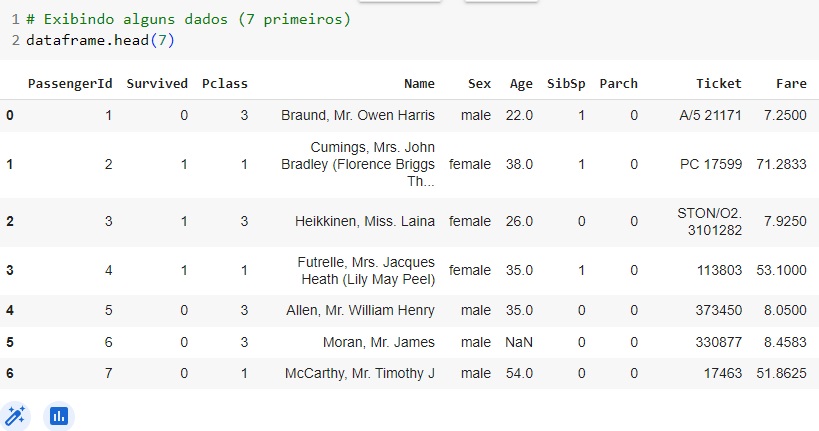 1 # Exibindo alguns dados (7 primeiros)
2 dataframe.head(7)
PassengerId Survived Pclass Name Sex Age SibSp Parch Ticket Fare
0 1 0 3 Braund, Mr. Owen Harris male 22.0 1 0 A/5 21171 7.2500
Cumings, Mrs. John
1 2 1 1 Bradley (Florence Briggs female 38.0 1 0 PC 17599 71.2833
Th...
2 3 1 3 Heikkinen, Miss. Laina female 26.0 0 0 STON/O2. 7.9250
3101282
3 4 1 1 Futrelle, Mrs. Jacques female 35.0 1 0 113803 53.1000
Heath (Lily May Peel)
4 5 0 3 Allen, Mr. William Henry male 35.0 0 0 373450 8.0500
5 6 0 3 Moran, Mr. James male NaN 0 0 330877 8.4583
6 7 0 1 McCarthy, Mr. Timothy J male 54.0 0 0 17463 51.8625